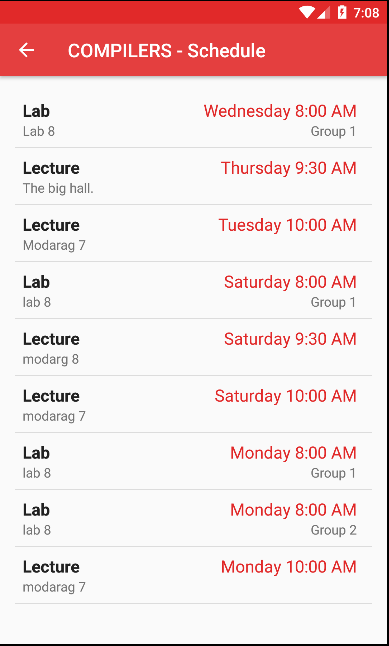 7:08
COMPILERS - Schedule
Lab Wednesday 8:00 AM
Lab 8 Group 1
Lecture Thursday 9:30 AM
The big hall.
Lecture Tuesday 10:00 AM
Modarag 7
Lab Saturday 8:00 AM
lab 8 Group 1
Lecture Saturday 9:30 AM
modarg 8
Lecture Saturday 10:00 AM
modarag 7
Lab Monday 8:00 AM
lab 8 Group 1
Lab Monday 8:00 AM
lab 8 Group 2
Lecture Monday 10:00 AM
modarag 7